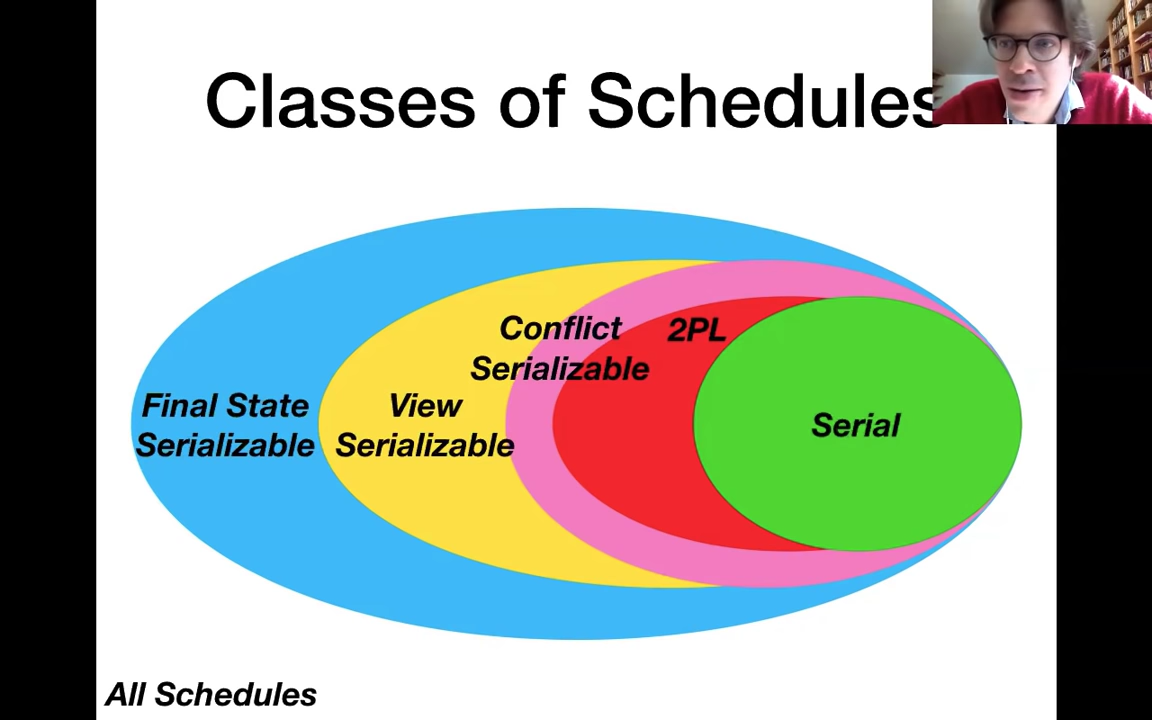 Classes of Schedules
Conflict
Serializable
2PL
Final State
Serializable
View
Serializable
Serial
All Schedules